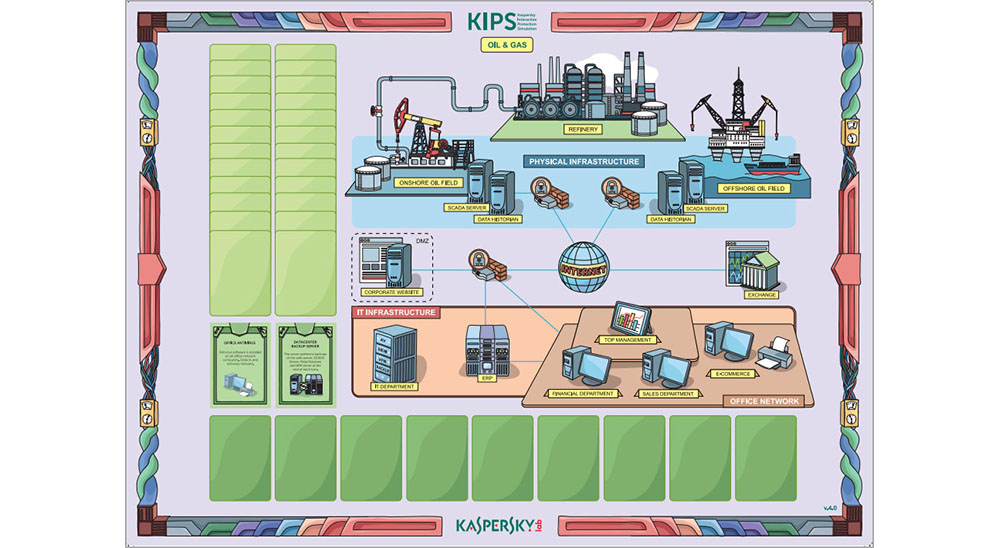 KIPS
Kaspersky
Interactive
Protection
Simulation
OIL & GAS
REFINERY
PHYSICAL INFRASTRUCTURE
ONSHORE OIL FIELD
OFFSHORE OIL FIELD
SCADA SERVER
DATA HISTORIAN
SCADA SERVER
DATA HISTORIAN
DMZ
CORPORATE WEBSITE
INTERNET
EXCHANGE
IT INFRASTRUCTURE
TOP MANAGEMENT
IT DEPARTMENT
ERP
FINANCIAL DEPARTMENT
SALES DEPARTMENT
E-COMMERCE
OFFICE NETWORK
OFFICE ANTIVIRUS
DATACENTER
BACKUP SERVER
BACKUP
KASPERSKY lab
v.4.0